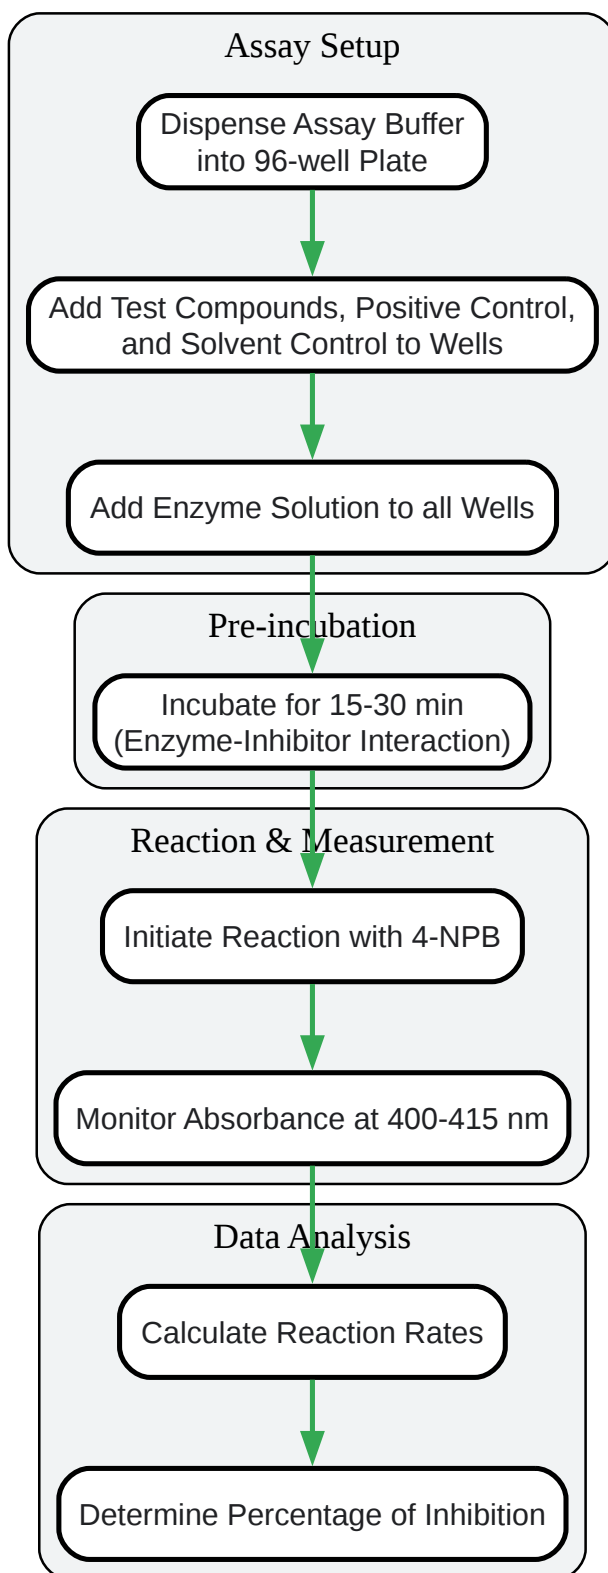 Assay Setup
Dispense Assay Buffer
into 96-well Plate
Add Test Compounds, Positive Control,
and Solvent Control to Wells
Add Enzyme Solution to all Wells
Pre-incubation
Incubate for 15-30 min
(Enzyme-Inhibitor Interaction)
Reaction & Measurement
Initiate Reaction with 4-NPB
Monitor Absorbance at 400-415 nm
Data Analysis
Calculate Reaction Rates
Determine Percentage of Inhibition